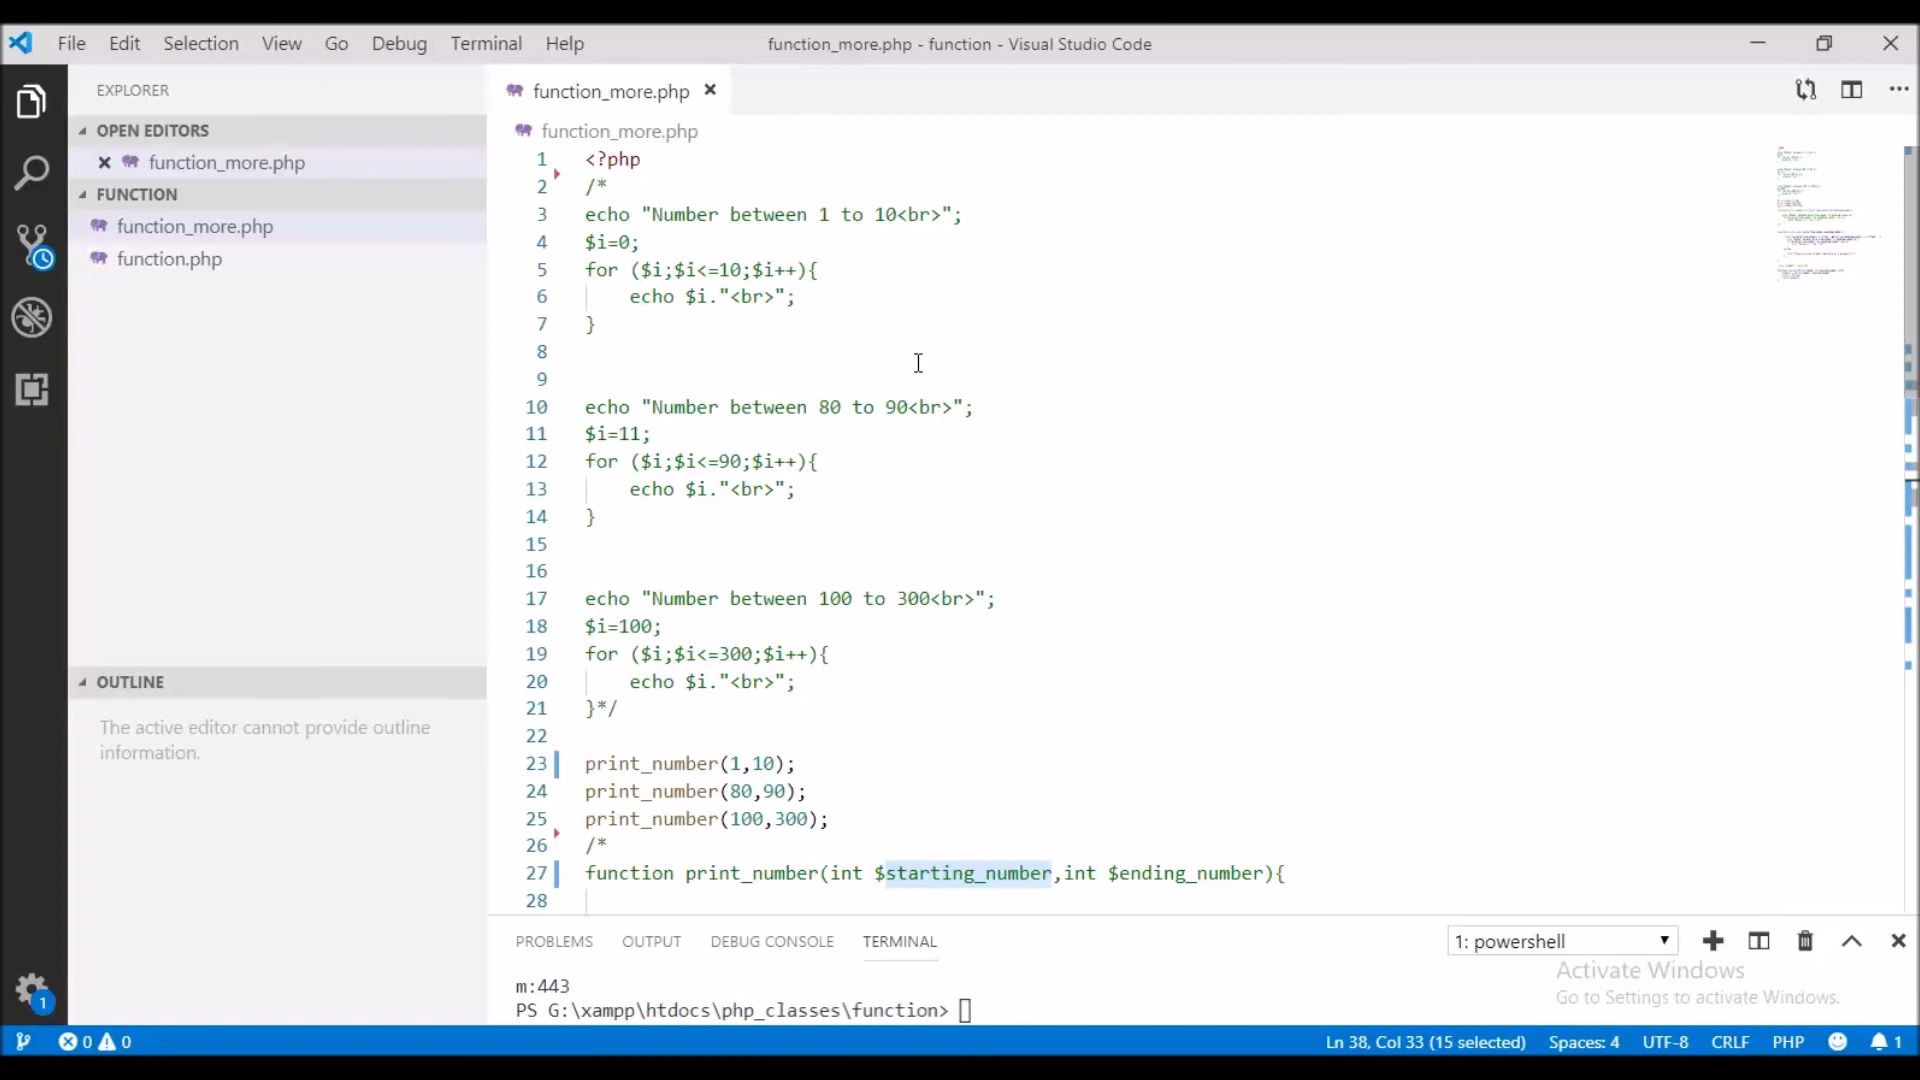 File Edit Selection View Go Debug Terminal Help function_more.php - function - Visual Studio Code
EXPLORER
OPEN EDITORS
function_more.php
FUNCTION
function_more.php
function.php
OUTLINE
The active editor cannot provide outline
information.
function_more.php
function_more.php
1 <?php
2 /*
3 echo "Number between 1 to 10<br>";
4 $i=0;
5 for ($i;$i<=10;$i++){
6 echo $i."<br>";
7 }
8
9
10 echo "Number between 80 to 90<br>";
11 $i=11;
12 for ($i;$i<=90;$i++){
13 echo $i."<br>";
14 }
15
16
17 echo "Number between 100 to 300<br>";
18 $i=100;
19 for ($i;$i<=300;$i++){
20 echo $i."<br>";
21 }*/
22
23 print_number(1,10);
24 print_number(80,90);
25 print_number(100,300);
26 /*
27 function print_number(int $starting_number,int $ending_number){
28
PROBLEMS OUTPUT DEBUG CONSOLE TERMINAL 1: powershell
m:443
PS G:\xampp\htdocs\php_classes\function>
Activate Windows
Go to Settings to activate Windows.
1
0 0 Ln 38, Col 33 (15 selected) Spaces: 4 UTF-8 CRLF PHP 1